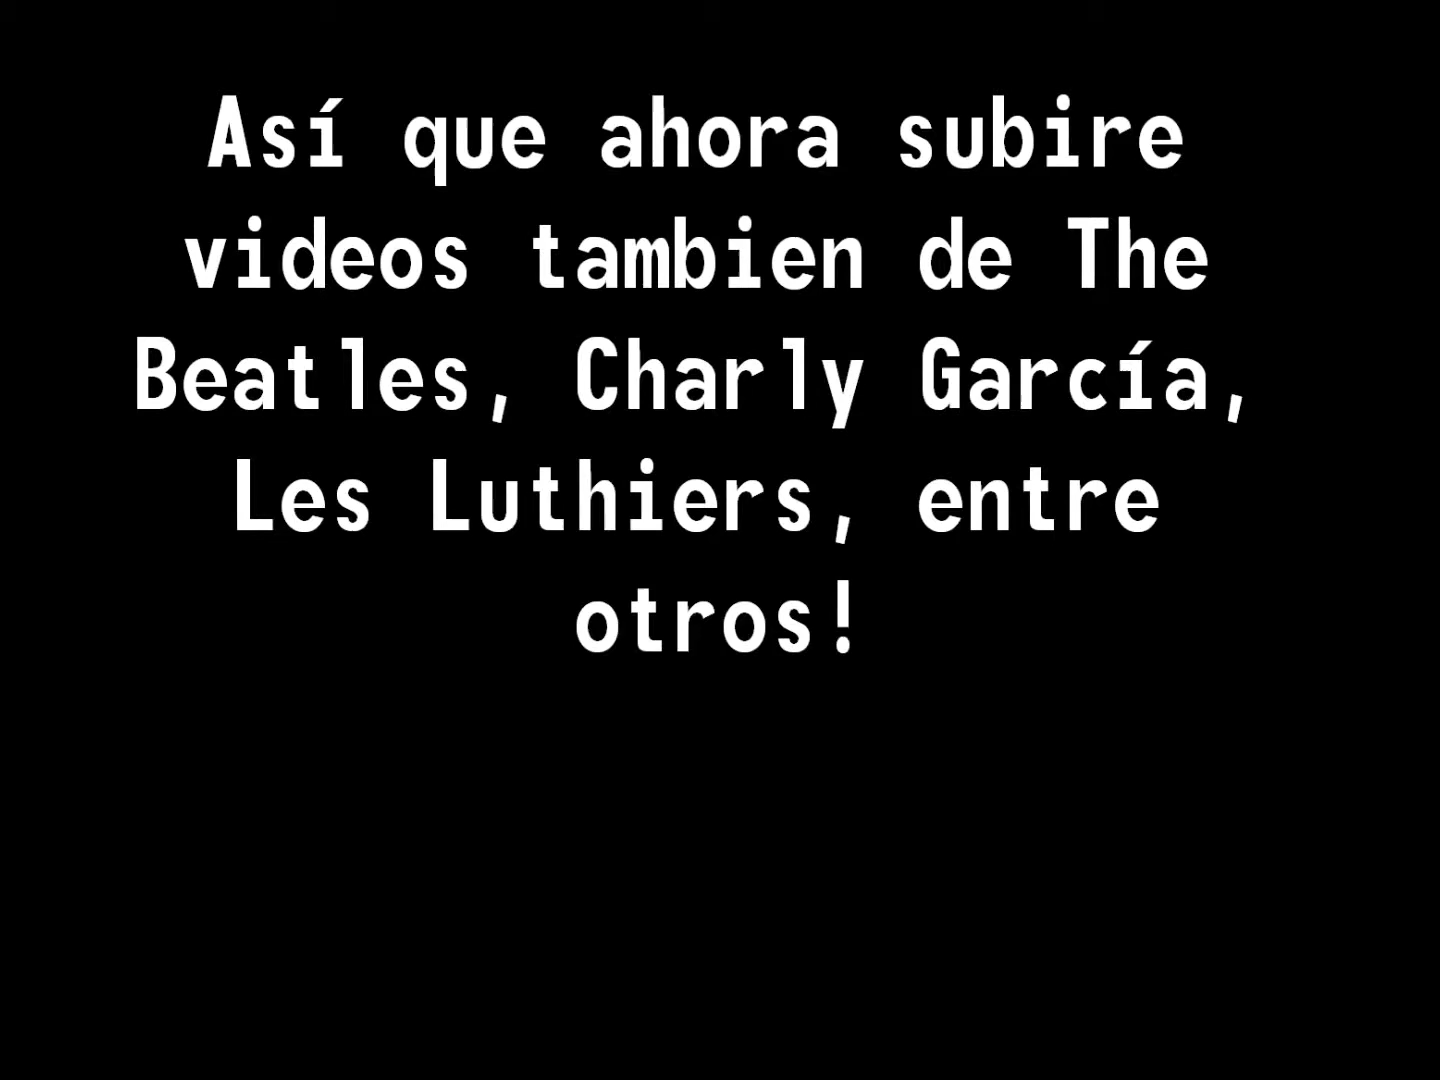 Así que ahora subire
videos tambien de The
Beatles, Charly García,
Les Luthiers, entre
otros!